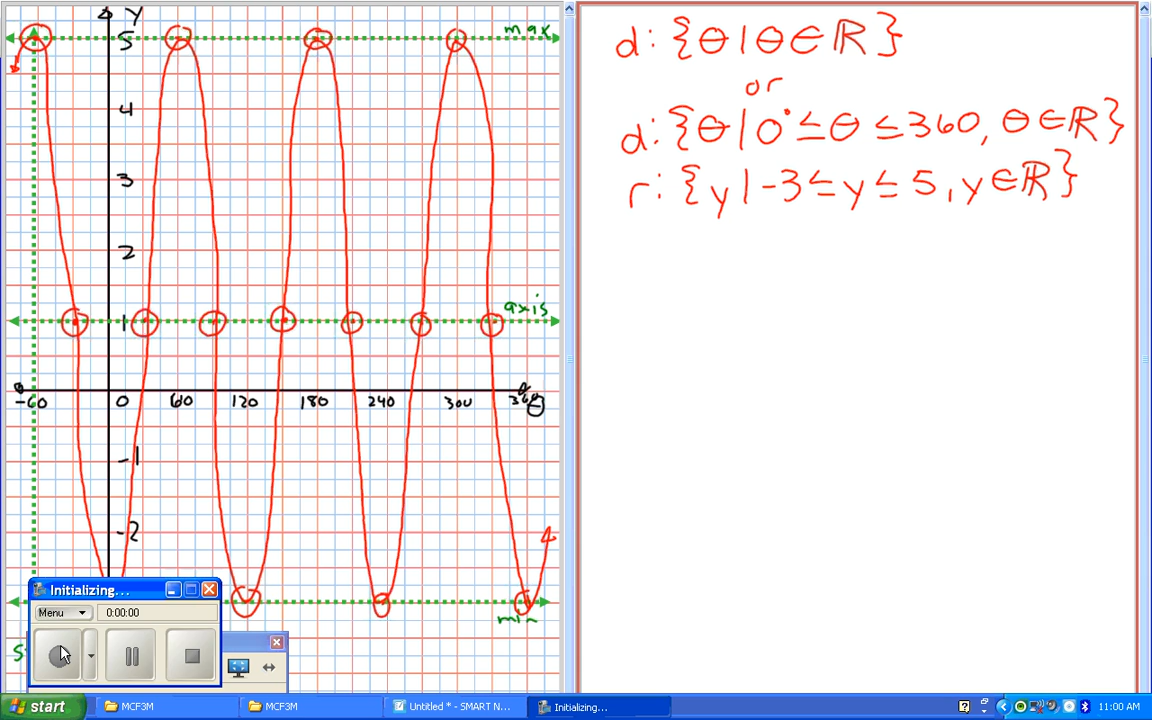 Y
5
max
4
3
2
1
axis
-60 0 60 120 180 240 300 360 θ
-1
-2
min
d: {θ | θ ∈ ℝ}
or
d: {θ | 0° ≤ θ ≤ 360, θ ∈ ℝ}
r: {y | -3 ≤ y ≤ 5, y ∈ ℝ}
Initializing...
Menu 0:00:00
start MCF3M MCF3M Untitled * - SMART N... Initializing... 11:00 AM